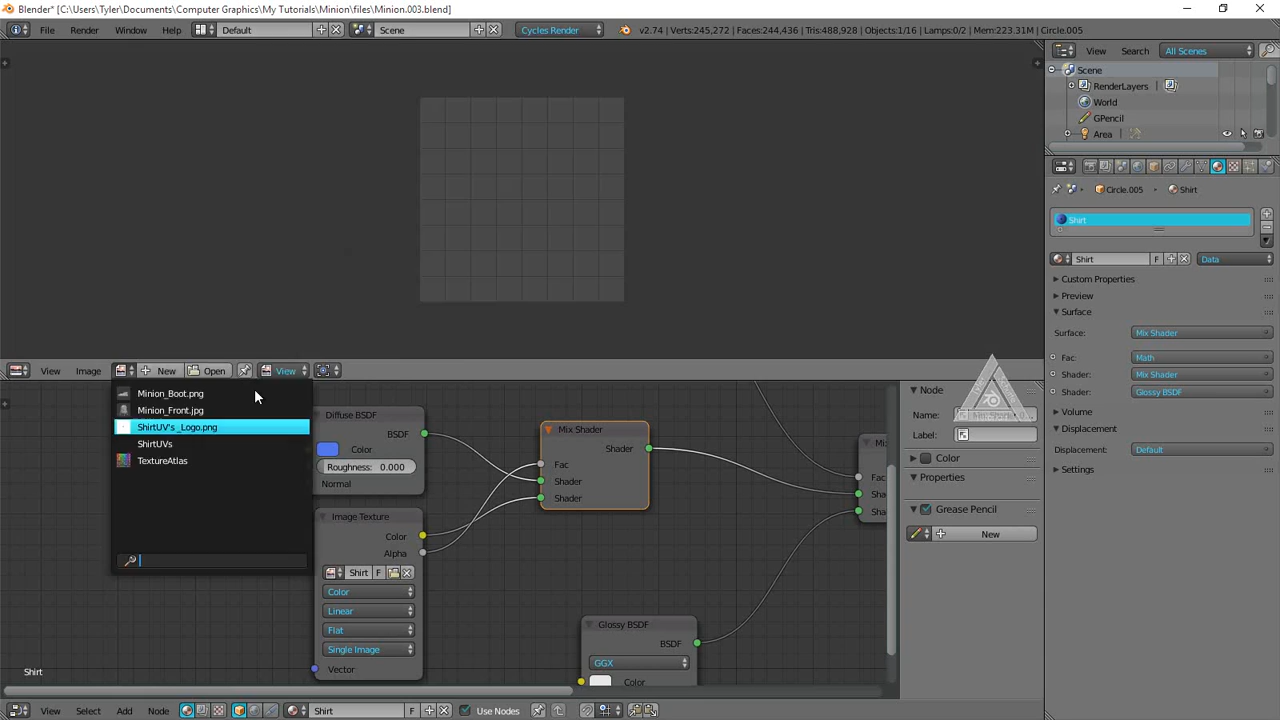 Blender* [C:\Users\Tyler\Documents\Computer Graphics\My Tutorials\Minion\files\Minion.003.blend]
File Render Window Help Default Scene Cycles Render v2.74 | Verts:245,272 | Faces:244,436 | Tris:488,928 | Objects:1/16 | Lamps:0/2 | Mem:223.31M | Circle.005
View Search All Scenes
Scene
RenderLayers
World
GPencil
Area
Circle.005 Shirt
Shirt
Shirt F Data
Custom Properties
Preview
Surface
Surface: Mix Shader
Fac: Math
Shader: Mix Shader
Shader: Glossy BSDF
Volume
Displacement
Displacement: Default
Settings
View Image New Open View
Minion_Boot.png
Minion_Front.jpg
ShirtUV's _Logo.png
ShirtUVs
TextureAtlas
Diffuse BSDF
BSDF
Color
Roughness: 0.000
Normal
Image Texture
Color
Alpha
Shirt F
Color
Linear
Flat
Single Image
Vector
Mix Shader
Shader
Fac
Shader
Shader
Glossy BSDF
BSDF
GGX
Color
Fac
Node
Name:
Label:
Color
Properties
Grease Pencil
New
Shirt
View Select Add Node Shirt F Use Nodes